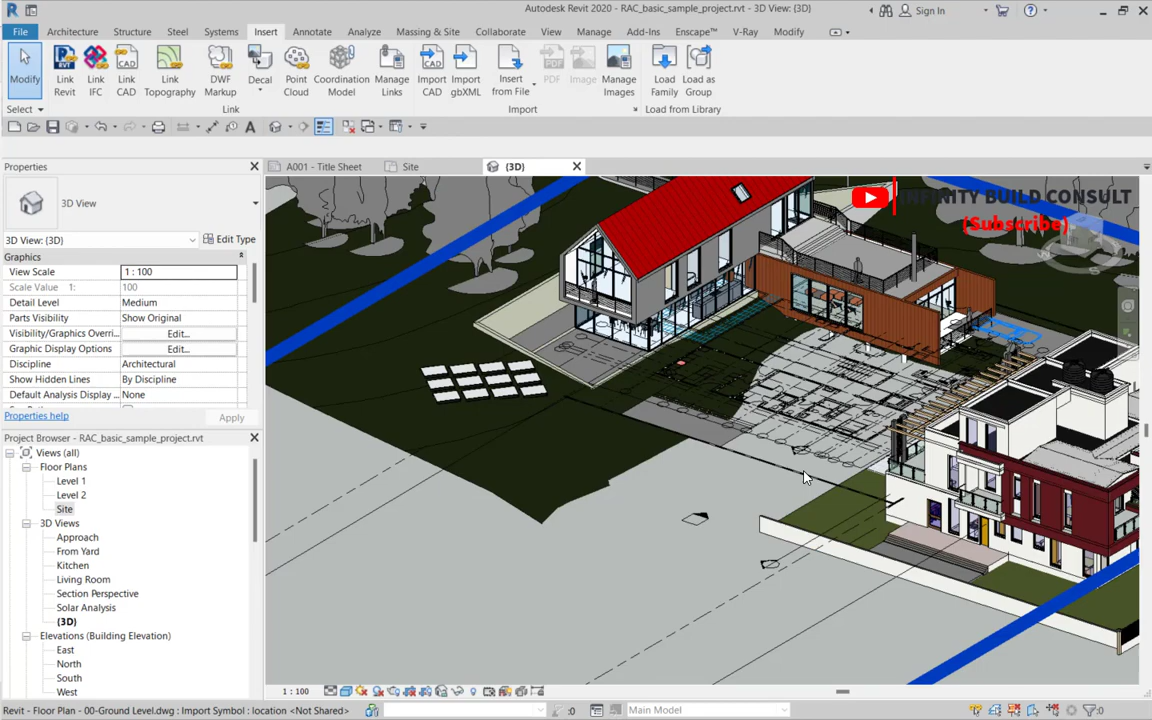 Autodesk Revit 2020 - RAC_basic_sample_project.rvt - 3D View: {3D}
Sign In
File Architecture Structure Steel Systems Insert Annotate Analyze Massing & Site Collaborate View Manage Add-Ins Enscape™ V-Ray Modify
Modify
Link Revit
Link IFC
Link CAD
Link Topography
DWF Markup
Decal
Point Cloud
Coordination Model
Manage Links
Import CAD
Import gbXML
Insert from File
PDF
Image
Manage Images
Load Family
Load as Group
Select
Link
Import
Load from Library
Properties
A001 - Title Sheet
Site
{3D}
INFINITY BUILD CONSULT
(Subscribe)
3D View
3D View: {3D}
Edit Type
Graphics
View Scale 1 : 100
Scale Value 1: 100
Detail Level Medium
Parts Visibility Show Original
Visibility/Graphics Overri... Edit...
Graphic Display Options Edit...
Discipline Architectural
Show Hidden Lines By Discipline
Default Analysis Display ... None
Properties help
Apply
Project Browser - RAC_basic_sample_project.rvt
Views (all)
Floor Plans
Level 1
Level 2
Site
3D Views
Approach
From Yard
Kitchen
Living Room
Section Perspective
Solar Analysis
{3D}
Elevations (Building Elevation)
East
North
South
West
1 : 100
Revit - Floor Plan - 00-Ground Level.dwg : Import Symbol : location <Not Shared>
:0
Main Model
:0